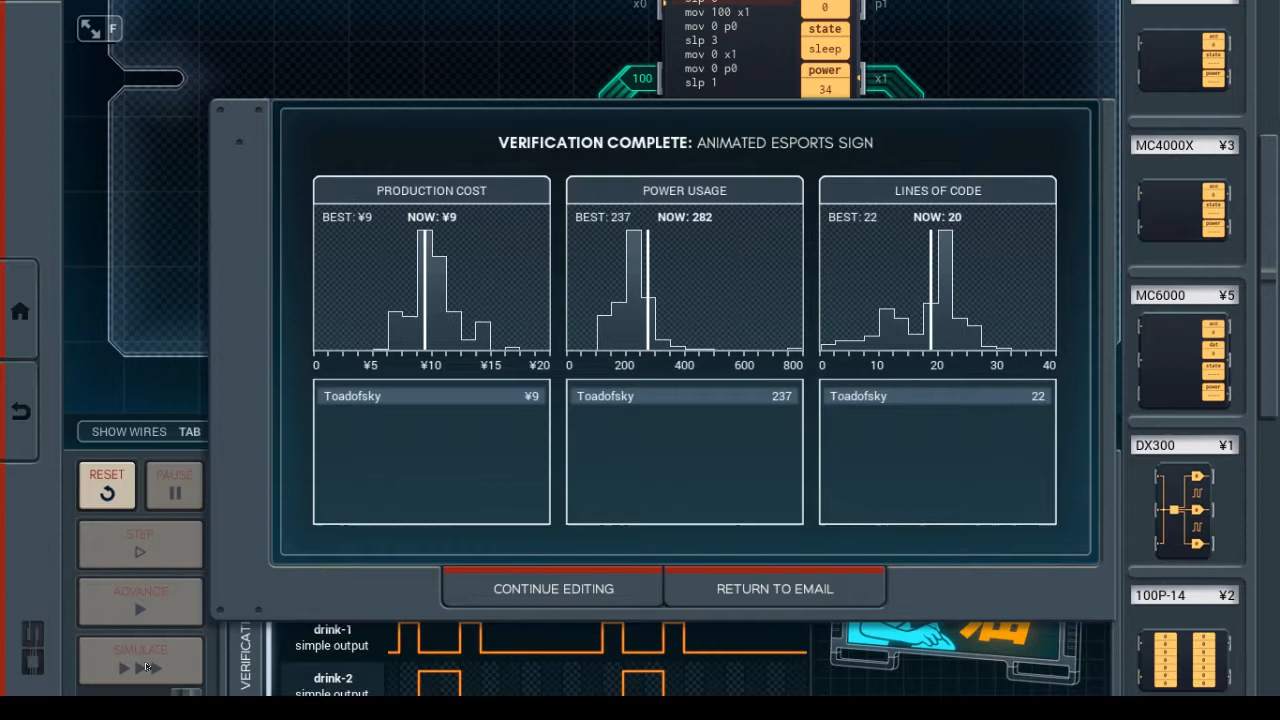 x0
mov 100 x1
mov 0 p0
slp 3
mov 0 x1
mov 0 p0
slp 1
0
state
sleep
power
34
p1
100
x1
F
VERIFICATION COMPLETE: ANIMATED ESPORTS SIGN
PRODUCTION COST
BEST: ¥9 NOW: ¥9
0 ¥5 ¥10 ¥15 ¥20
Toadofsky ¥9
POWER USAGE
BEST: 237 NOW: 282
0 200 400 600 800
Toadofsky 237
LINES OF CODE
BEST: 22 NOW: 20
0 10 20 30 40
Toadofsky 22
CONTINUE EDITING
RETURN TO EMAIL
SHOW WIRES TAB
RESET
PAUSE
STEP
ADVANCE
SIMULATE
drink-1
simple output
drink-2
simple output
MC4000X ¥3
MC6000 ¥5
DX300 ¥1
100P-14 ¥2